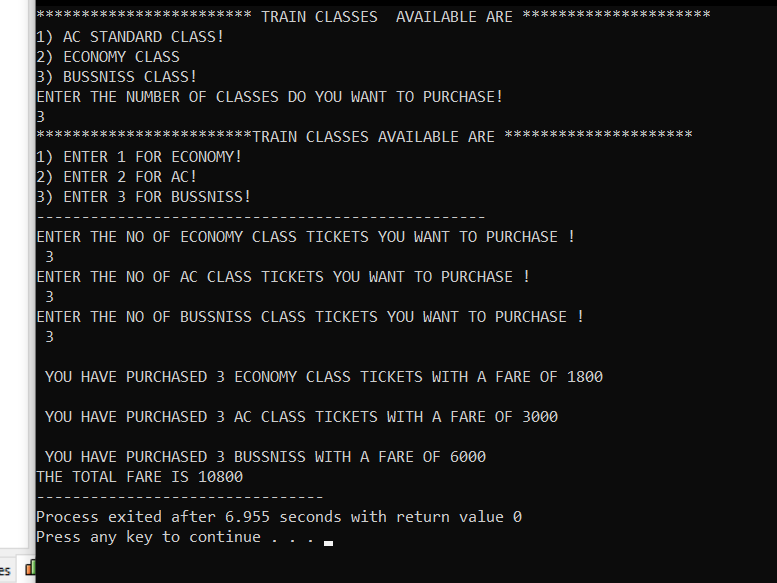 ************************ TRAIN CLASSES  AVAILABLE ARE *********************
1) AC STANDARD CLASS!
2) ECONOMY CLASS
3) BUSSNISS CLASS!
ENTER THE NUMBER OF CLASSES DO YOU WANT TO PURCHASE!
3
************************TRAIN CLASSES AVAILABLE ARE *********************
1) ENTER 1 FOR ECONOMY!
2) ENTER 2 FOR AC!
3) ENTER 3 FOR BUSSNISS!
--------------------------------------------------
ENTER THE NO OF ECONOMY CLASS TICKETS YOU WANT TO PURCHASE !
 3
ENTER THE NO OF AC CLASS TICKETS YOU WANT TO PURCHASE !
 3
ENTER THE NO OF BUSSNISS CLASS TICKETS YOU WANT TO PURCHASE !
 3
 YOU HAVE PURCHASED 3 ECONOMY CLASS TICKETS WITH A FARE OF 1800
 YOU HAVE PURCHASED 3 AC CLASS TICKETS WITH A FARE OF 3000
 YOU HAVE PURCHASED 3 BUSSNISS WITH A FARE OF 6000
THE TOTAL FARE IS 10800
--------------------------------
Process exited after 6.955 seconds with return value 0
Press any key to continue . . .
es